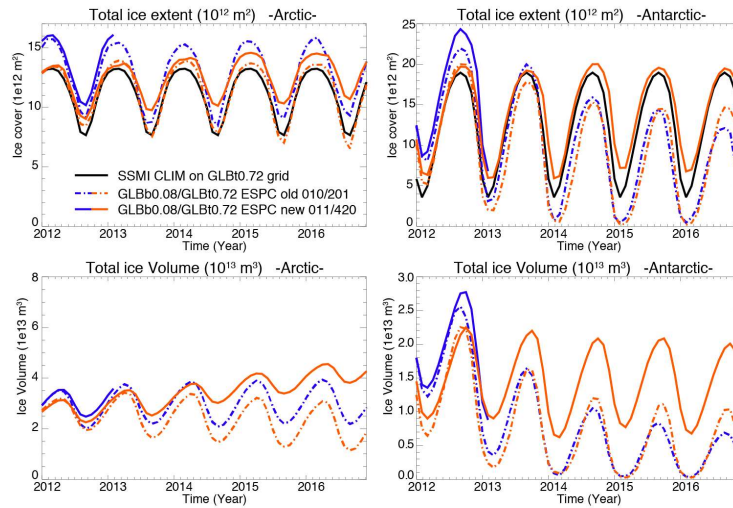 Total ice extent (10¹² m²) -Arctic-
Ice cover (1e12 m²)
15
10
5
0
SSMI CLIM on GLBt0.72 grid
GLBb0.08/GLBt0.72 ESPC old 010/201
GLBb0.08/GLBt0.72 ESPC new 011/420
2012 2013 2014 2015 2016
Time (Year)
Total ice extent (10¹² m²) -Antarctic-
Ice cover (1e12 m²)
25
20
15
10
5
0
2012 2013 2014 2015 2016
Time (Year)
Total ice Volume (10¹³ m³) -Arctic-
Ice Volume (1e13 m³)
8
6
4
2
0
2012 2013 2014 2015 2016
Time (Year)
Total ice Volume (10¹³ m³) -Antarctic-
Ice Volume (1e13 m³)
3.0
2.5
2.0
1.5
1.0
0.5
0.0
2012 2013 2014 2015 2016
Time (Year)